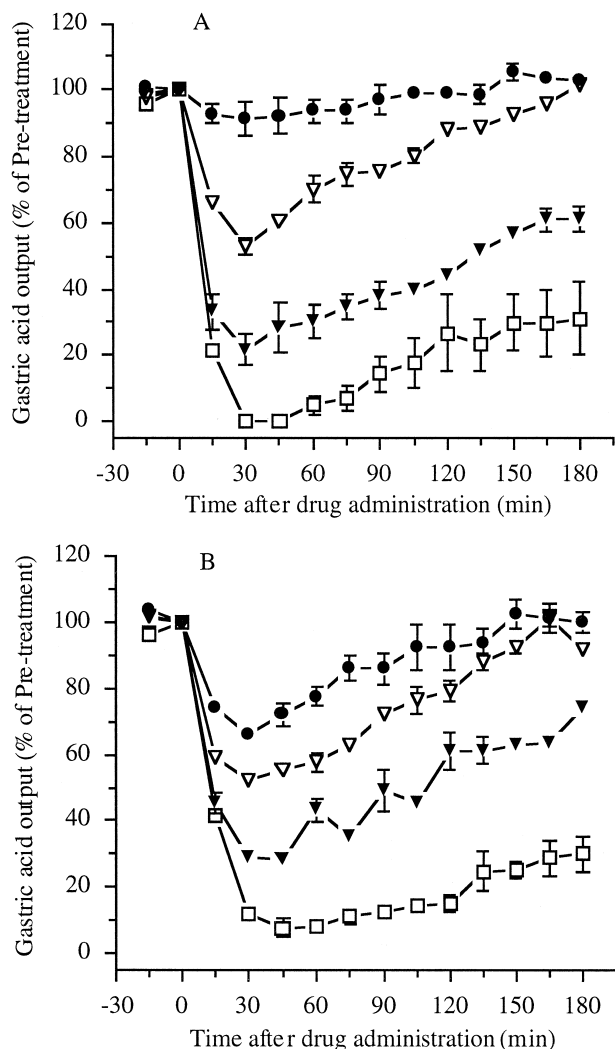 A
Gastric acid output (% of Pre-treatment)
120
100
80
60
40
20
0
-30 0 30 60 90 120 150 180
Time after drug administration (min)
B
Gastric acid output (% of Pre-treatment)
120
100
80
60
40
20
0
-30 0 30 60 90 120 150 180
Time after drug administration (min)